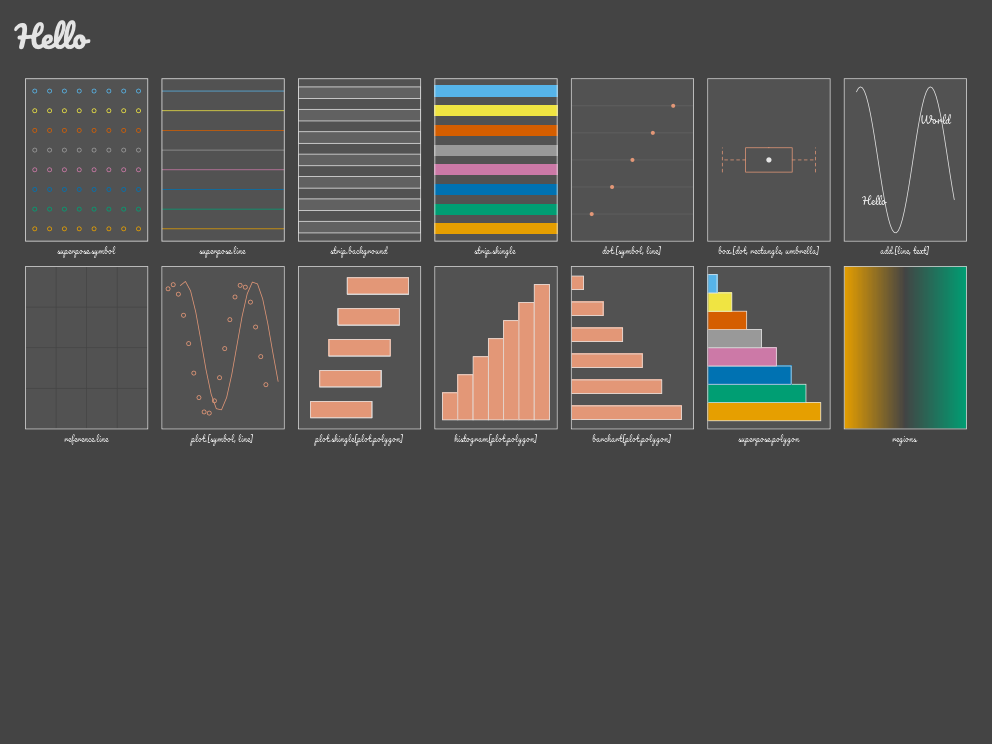 Hello
superpose.symbol
superpose.line
strip.background
strip.shingle
dot.[symbol, line]
box.[dot, rectangle, umbrella]
World
Hello
add.[line, text]
reference.line
plot.[symbol, line]
plot.shingle[plot.polygon]
histogram[plot.polygon]
barchart[plot.polygon]
superpose.polygon
regions